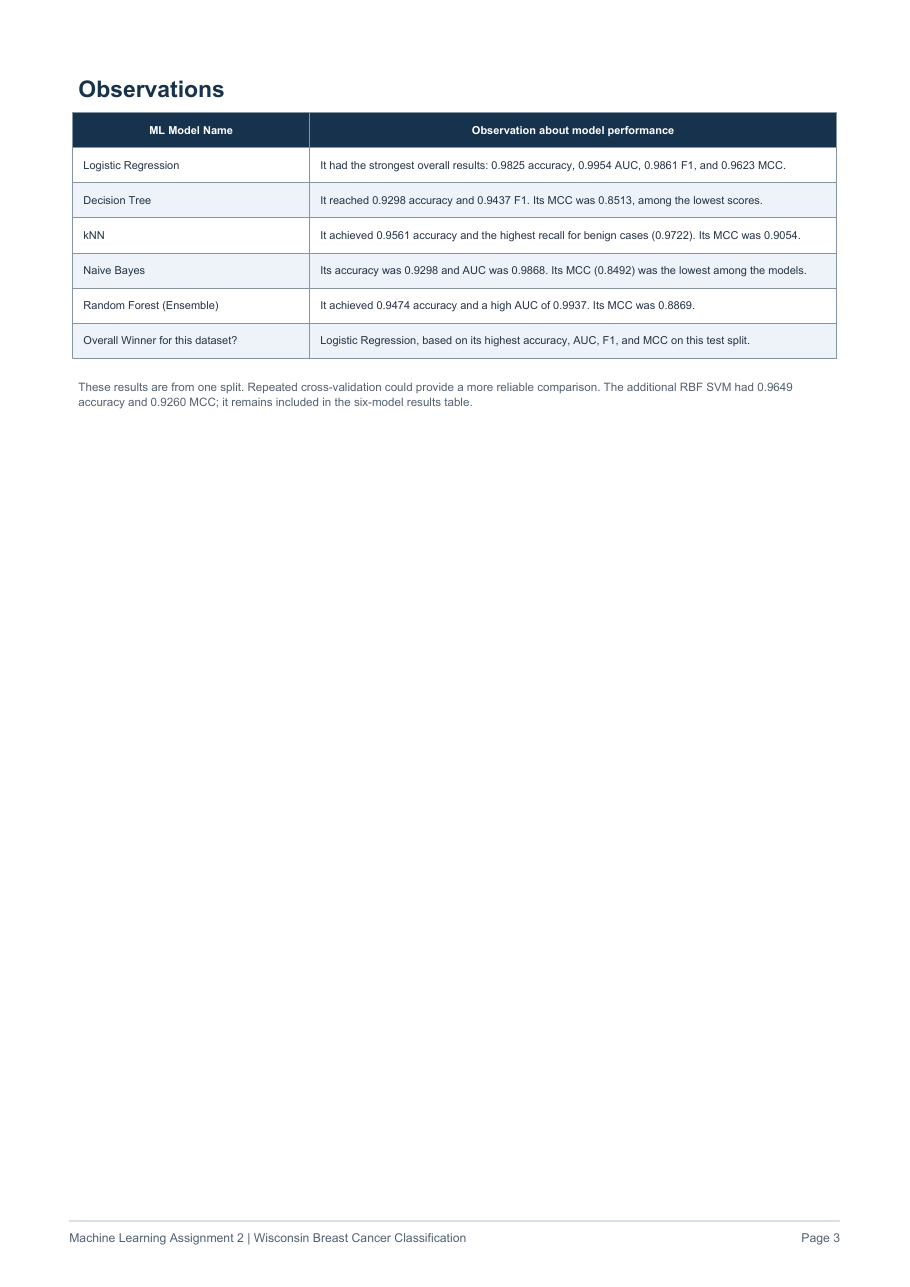 Observations
ML Model Name Observation about model performance
Logistic Regression It had the strongest overall results: 0.9825 accuracy, 0.9954 AUC, 0.9861 F1, and 0.9623 MCC.
Decision Tree It reached 0.9298 accuracy and 0.9437 F1. Its MCC was 0.8513, among the lowest scores.
kNN It achieved 0.9561 accuracy and the highest recall for benign cases (0.9722). Its MCC was 0.9054.
Naive Bayes Its accuracy was 0.9298 and AUC was 0.9868. Its MCC (0.8492) was the lowest among the models.
Random Forest (Ensemble) It achieved 0.9474 accuracy and a high AUC of 0.9937. Its MCC was 0.8869.
Overall Winner for this dataset? Logistic Regression, based on its highest accuracy, AUC, F1, and MCC on this test split.
These results are from one split. Repeated cross-validation could provide a more reliable comparison. The additional RBF SVM had 0.9649
accuracy and 0.9260 MCC; it remains included in the six-model results table.
Machine Learning Assignment 2 | Wisconsin Breast Cancer Classification Page 3